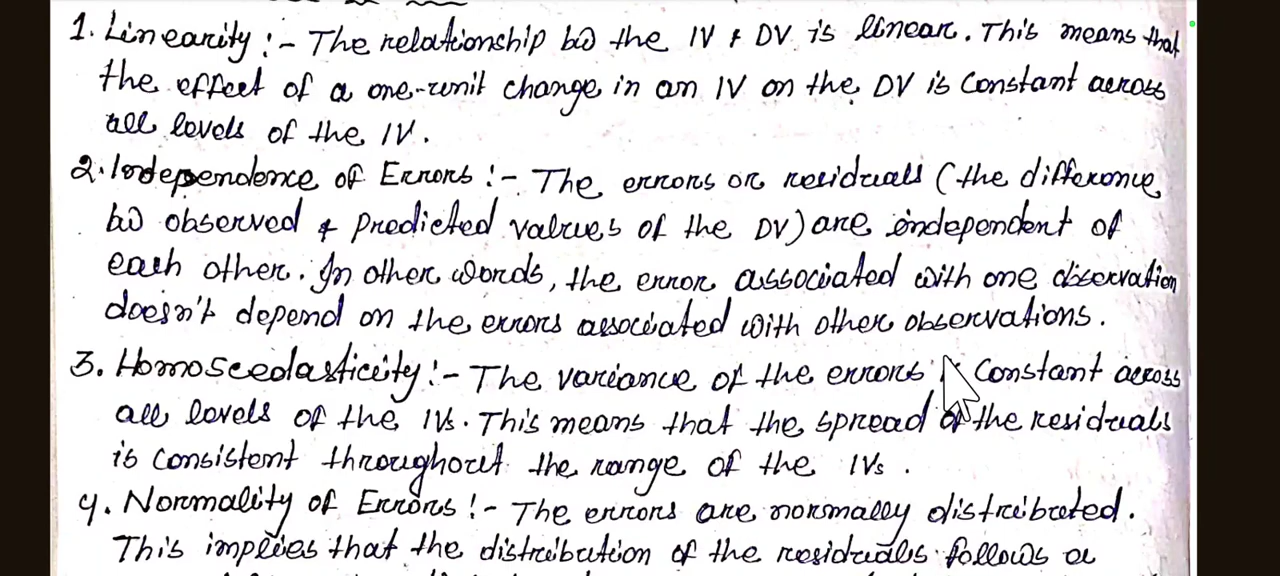 1. Linearity :- The relationship b/w the IV & DV is linear. This means that
the effect of a one-unit change in an IV on the DV is constant across
all levels of the IV.
2. Independence of Errors :- The errors or residuals (the difference
b/w observed & predicted values of the DV) are independent of
each other. In other words, the error associated with one observation
doesn't depend on the errors associated with other observations.
3. Homoscedasticity :- The variance of the errors constant across
all levels of the IVs. This means that the spread of the residuals
is consistent throughout the range of the IVs.
4. Normality of Errors :- The errors are normally distributed.
This implies that the distribution of the residuals follows a